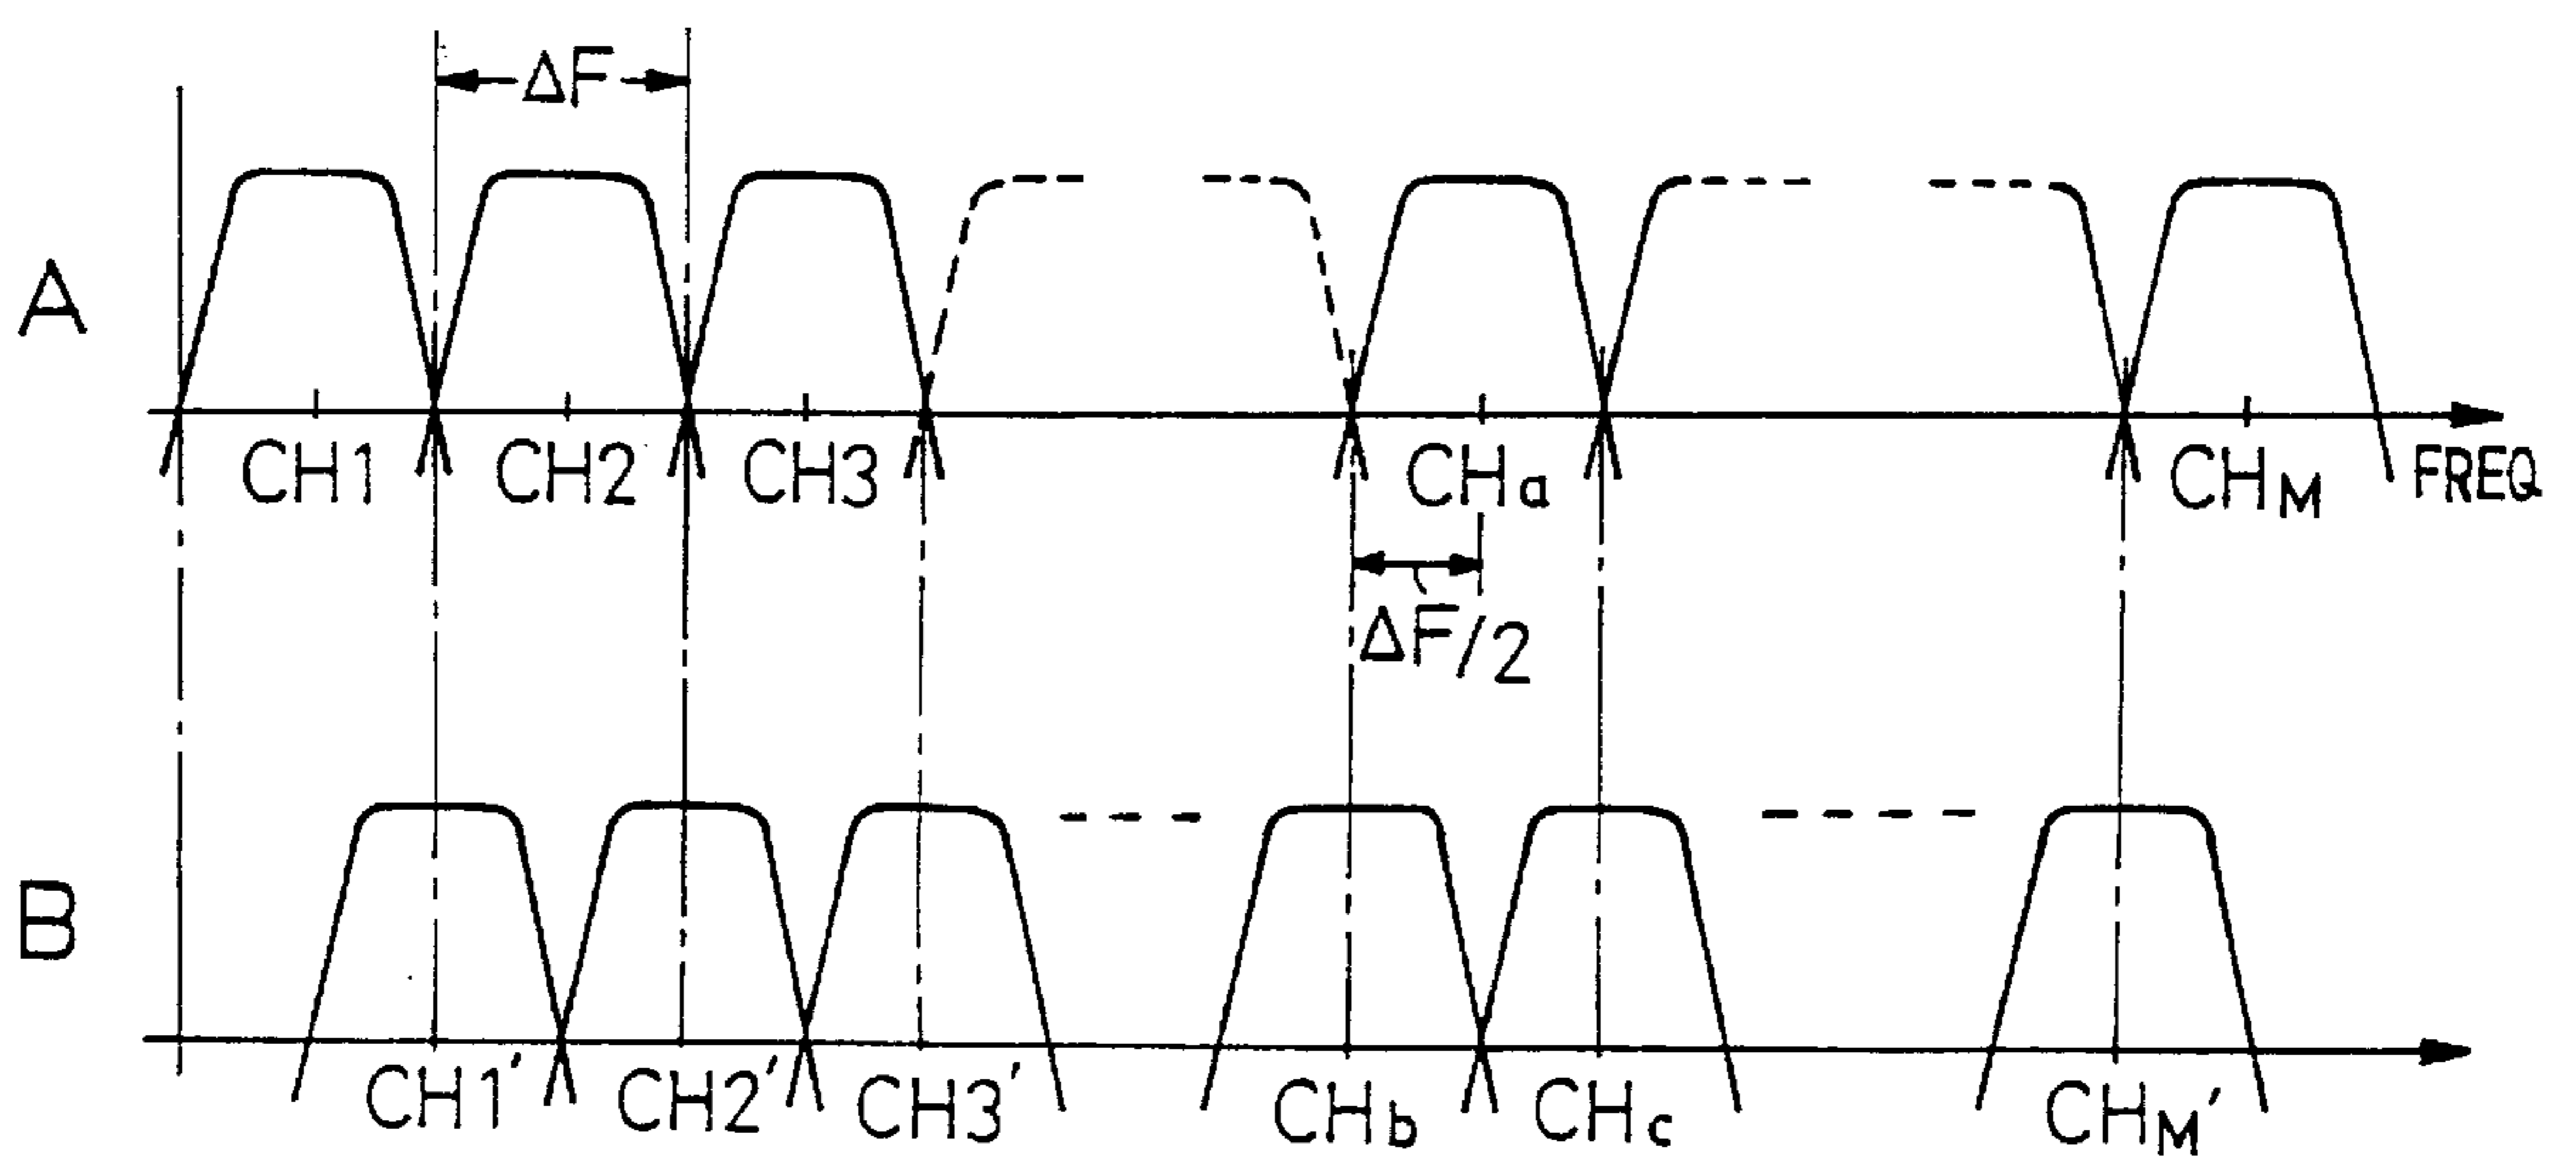 ΔF
A
CH1 CH2 CH3 CHa CHM FREQ
ΔF/2
B
CH1′ CH2′ CH3′ CHb CHc CHM′